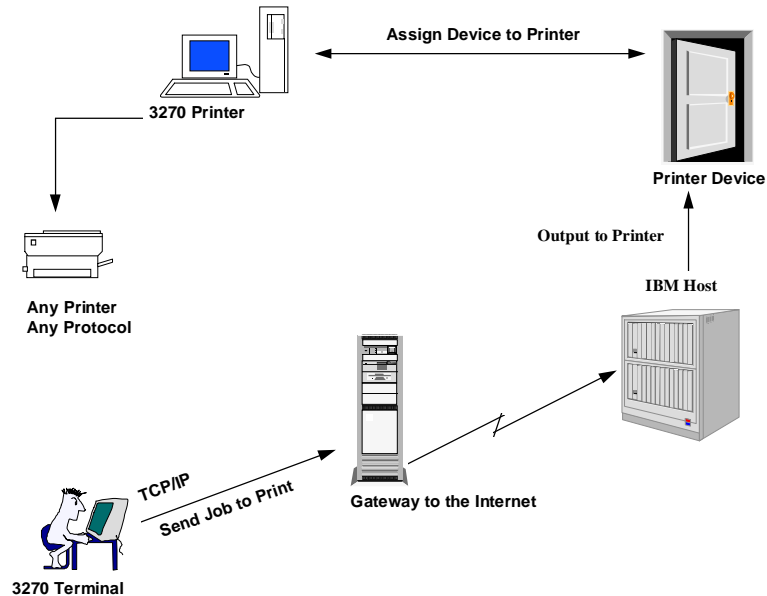 Assign Device to Printer
3270 Printer
Printer Device
Output to Printer
IBM Host
Any Printer
Any Protocol
TCP/IP
Send Job to Print
Gateway to the Internet
3270 Terminal